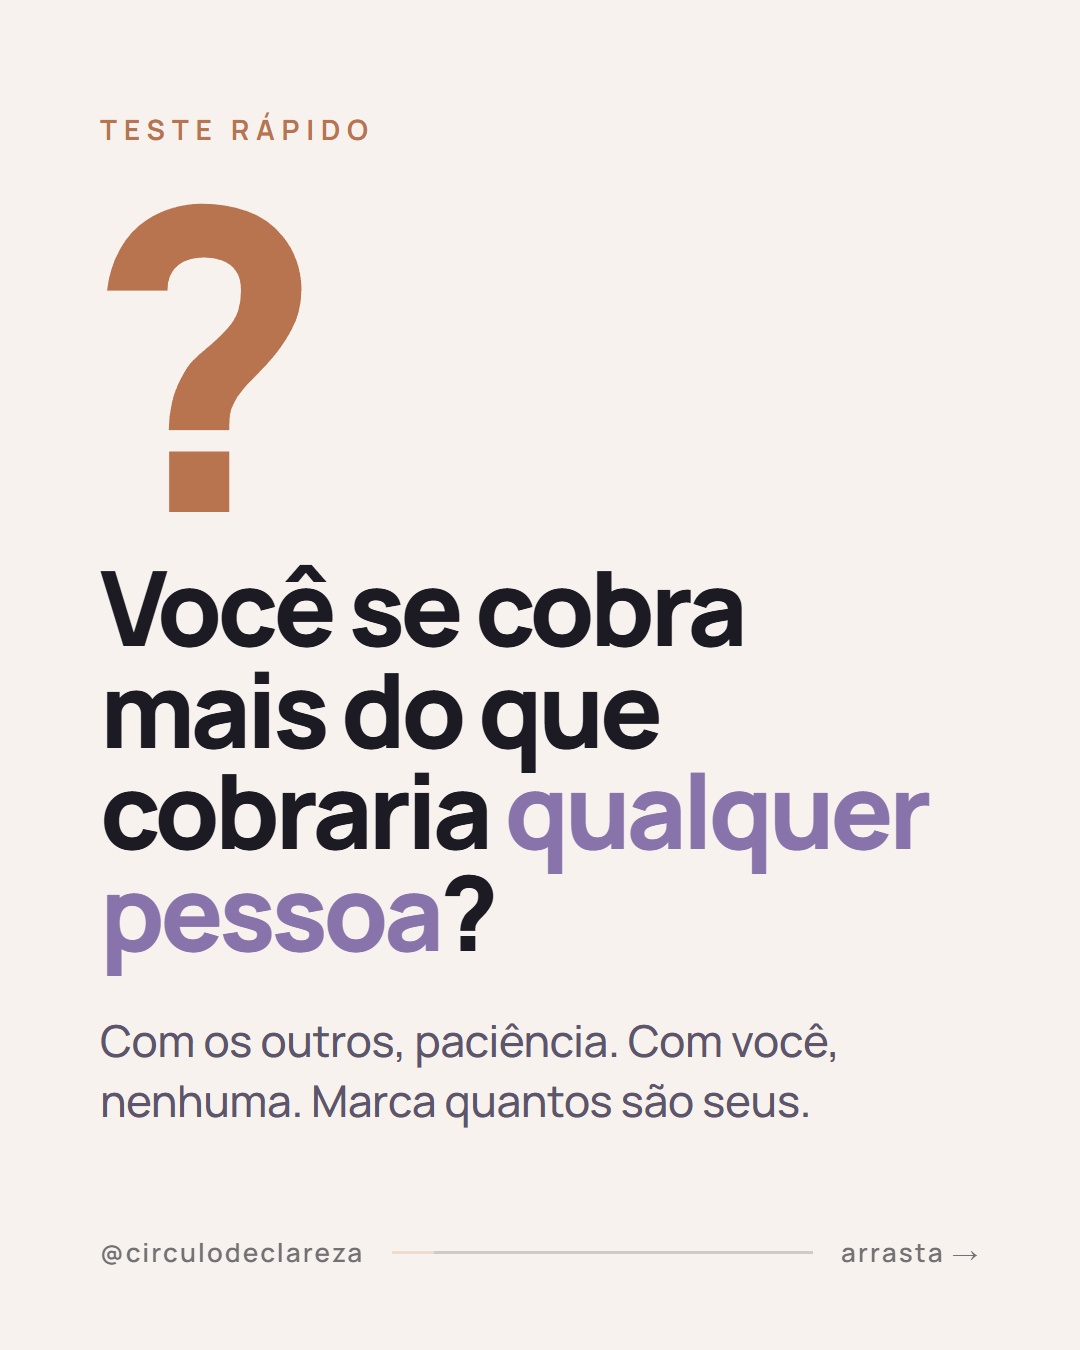 TESTE RÁPIDO
?
Você se cobra
mais do que
cobraria qualquer
pessoa?
Com os outros, paciência. Com você,
nenhuma. Marca quantos são seus.
@circulodeclareza
arrasta →